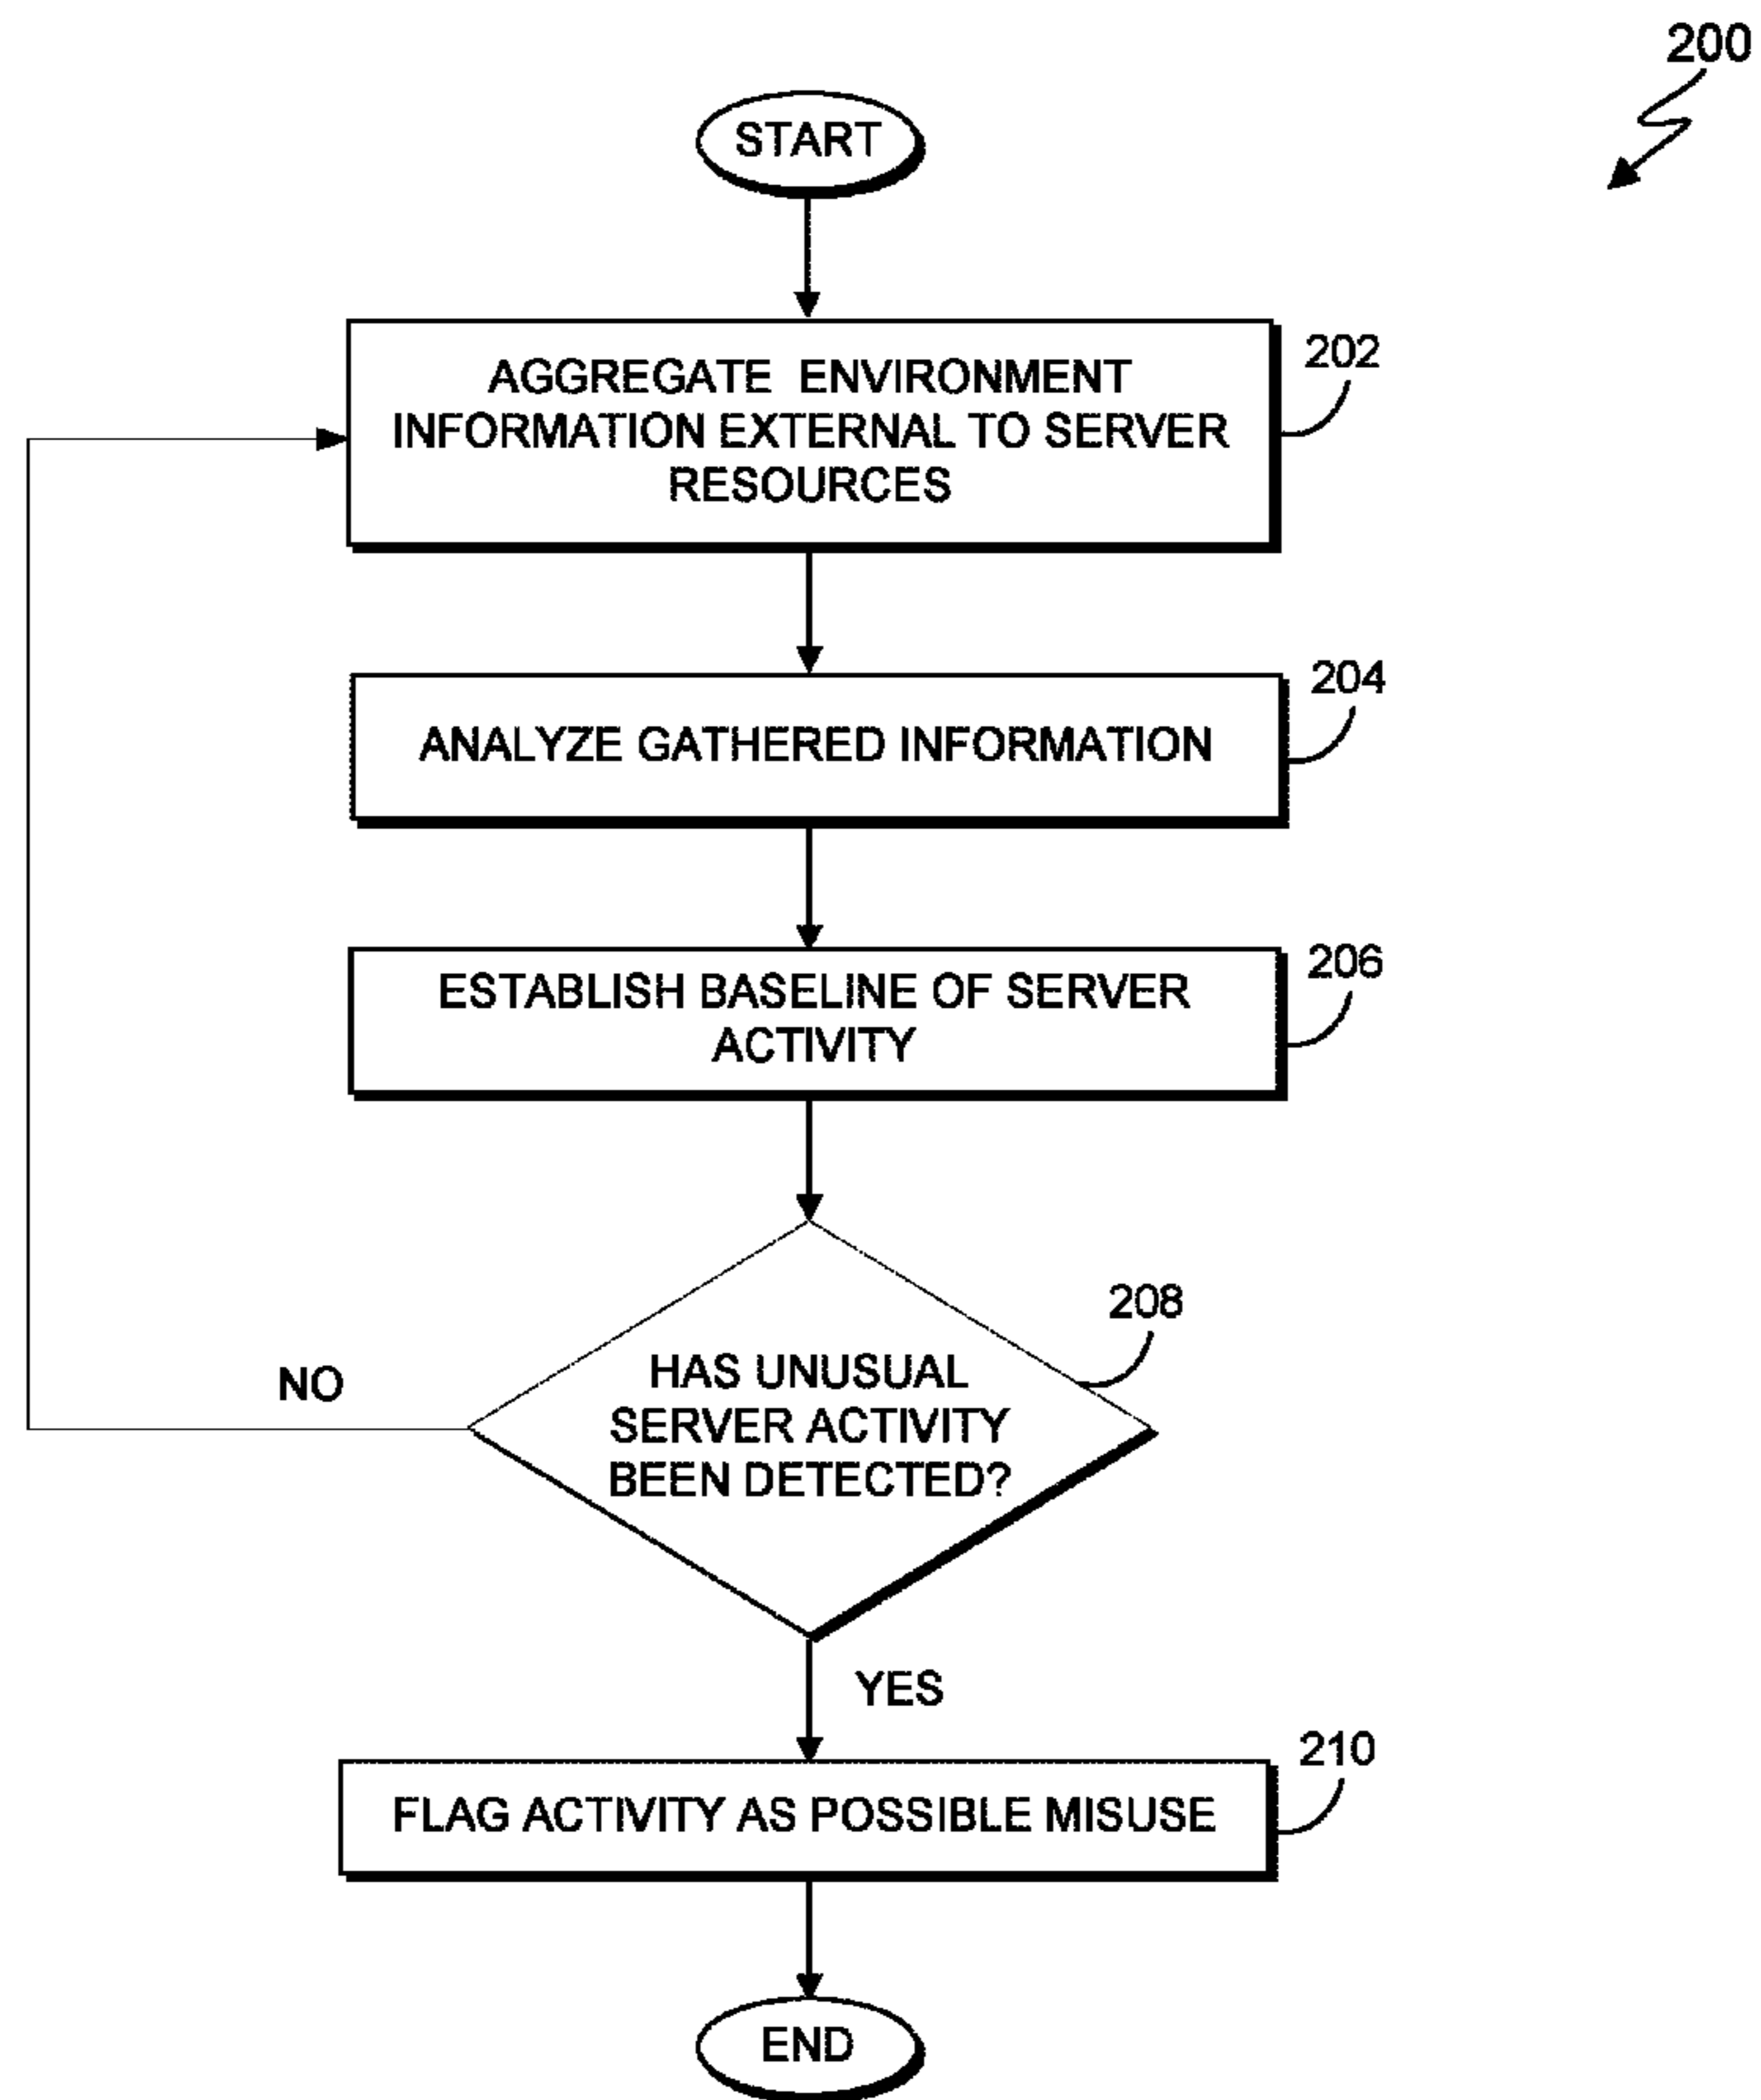 200
START
AGGREGATE ENVIRONMENT
INFORMATION EXTERNAL TO SERVER
RESOURCES
202
ANALYZE GATHERED INFORMATION
204
ESTABLISH BASELINE OF SERVER
ACTIVITY
206
HAS UNUSUAL
SERVER ACTIVITY
BEEN DETECTED?
208
NO
YES
FLAG ACTIVITY AS POSSIBLE MISUSE
210
END